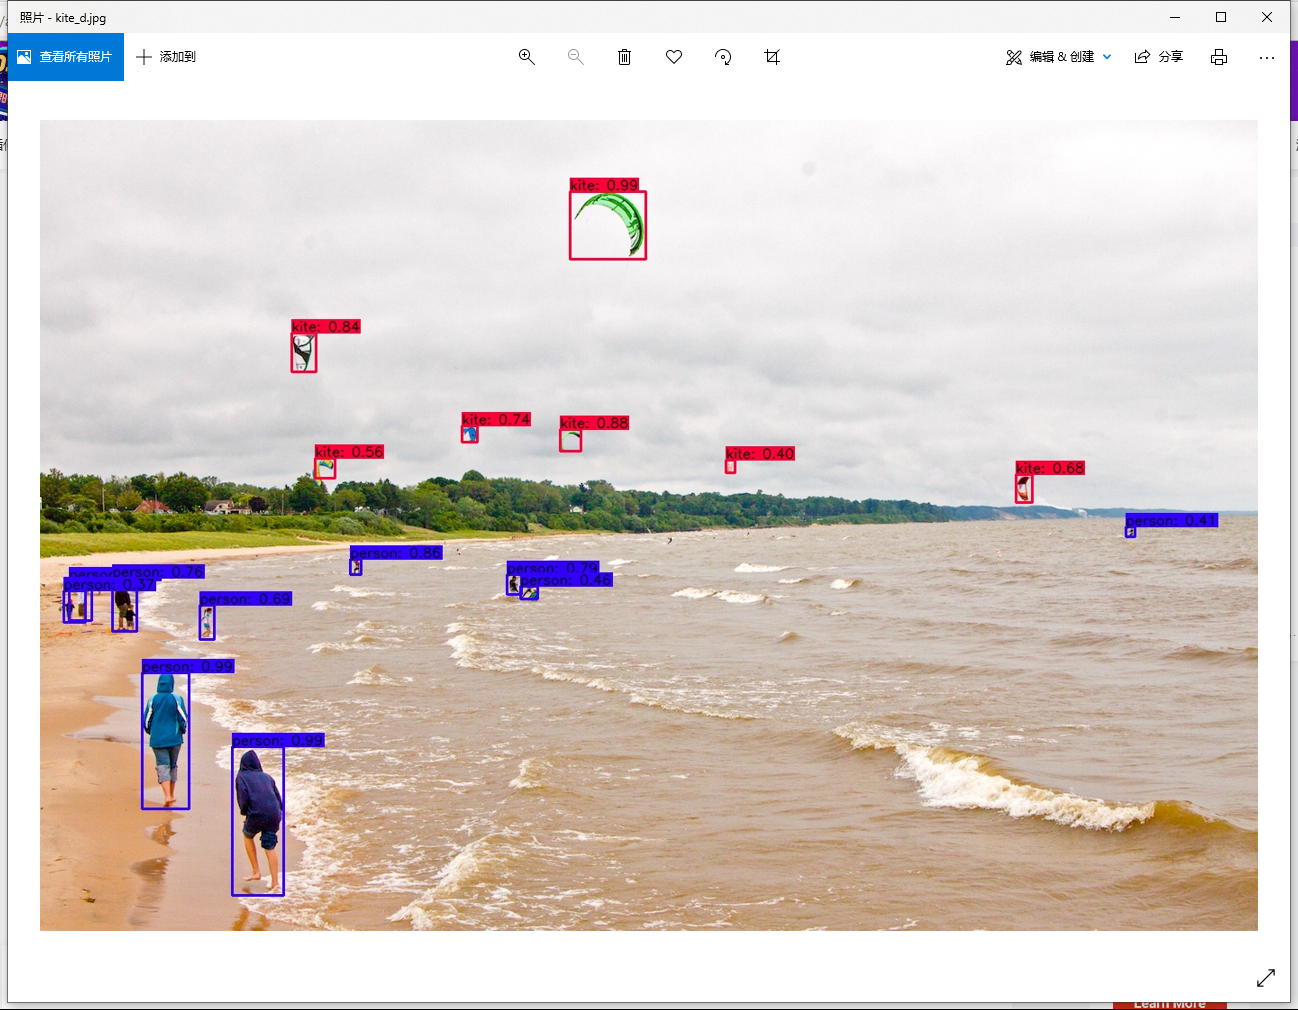 照片 - kite_d.jpg
查看所有照片
添加到
编辑 & 创建
分享
kite: 0.99
kite: 0.84
kite: 0.74
kite: 0.88
kite: 0.56
kite: 0.40
kite: 0.68
person: 0.41
person: 0.86
person: 0.79
person: 0.46
person: 0.76
person: 0.37
person: 0.69
person: 0.99
person: 0.99
Learn More